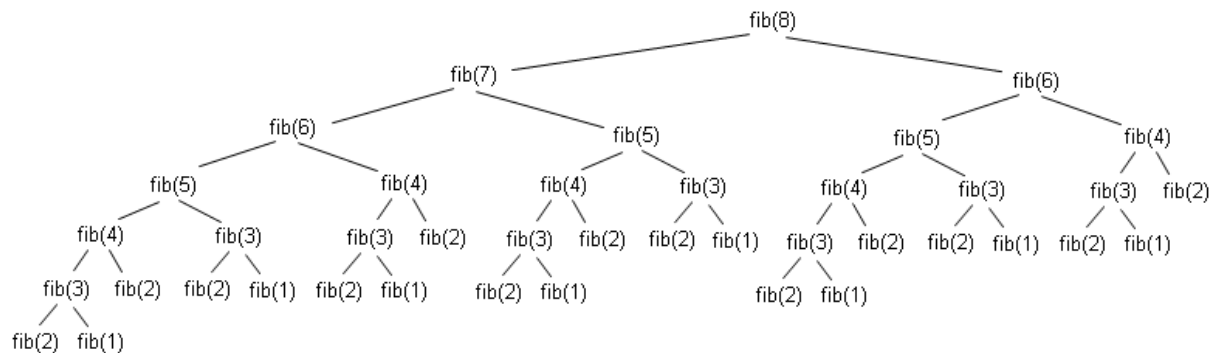 fib(8)
fib(7) fib(6)
fib(6) fib(5) fib(5) fib(4)
fib(5) fib(4) fib(4) fib(3) fib(4) fib(3) fib(3) fib(2)
fib(4) fib(3) fib(3) fib(2) fib(3) fib(2) fib(2) fib(1) fib(3) fib(2) fib(2) fib(1) fib(2) fib(1)
fib(3) fib(2) fib(2) fib(1) fib(2) fib(1) fib(2) fib(1) fib(2) fib(1)
fib(2) fib(1)